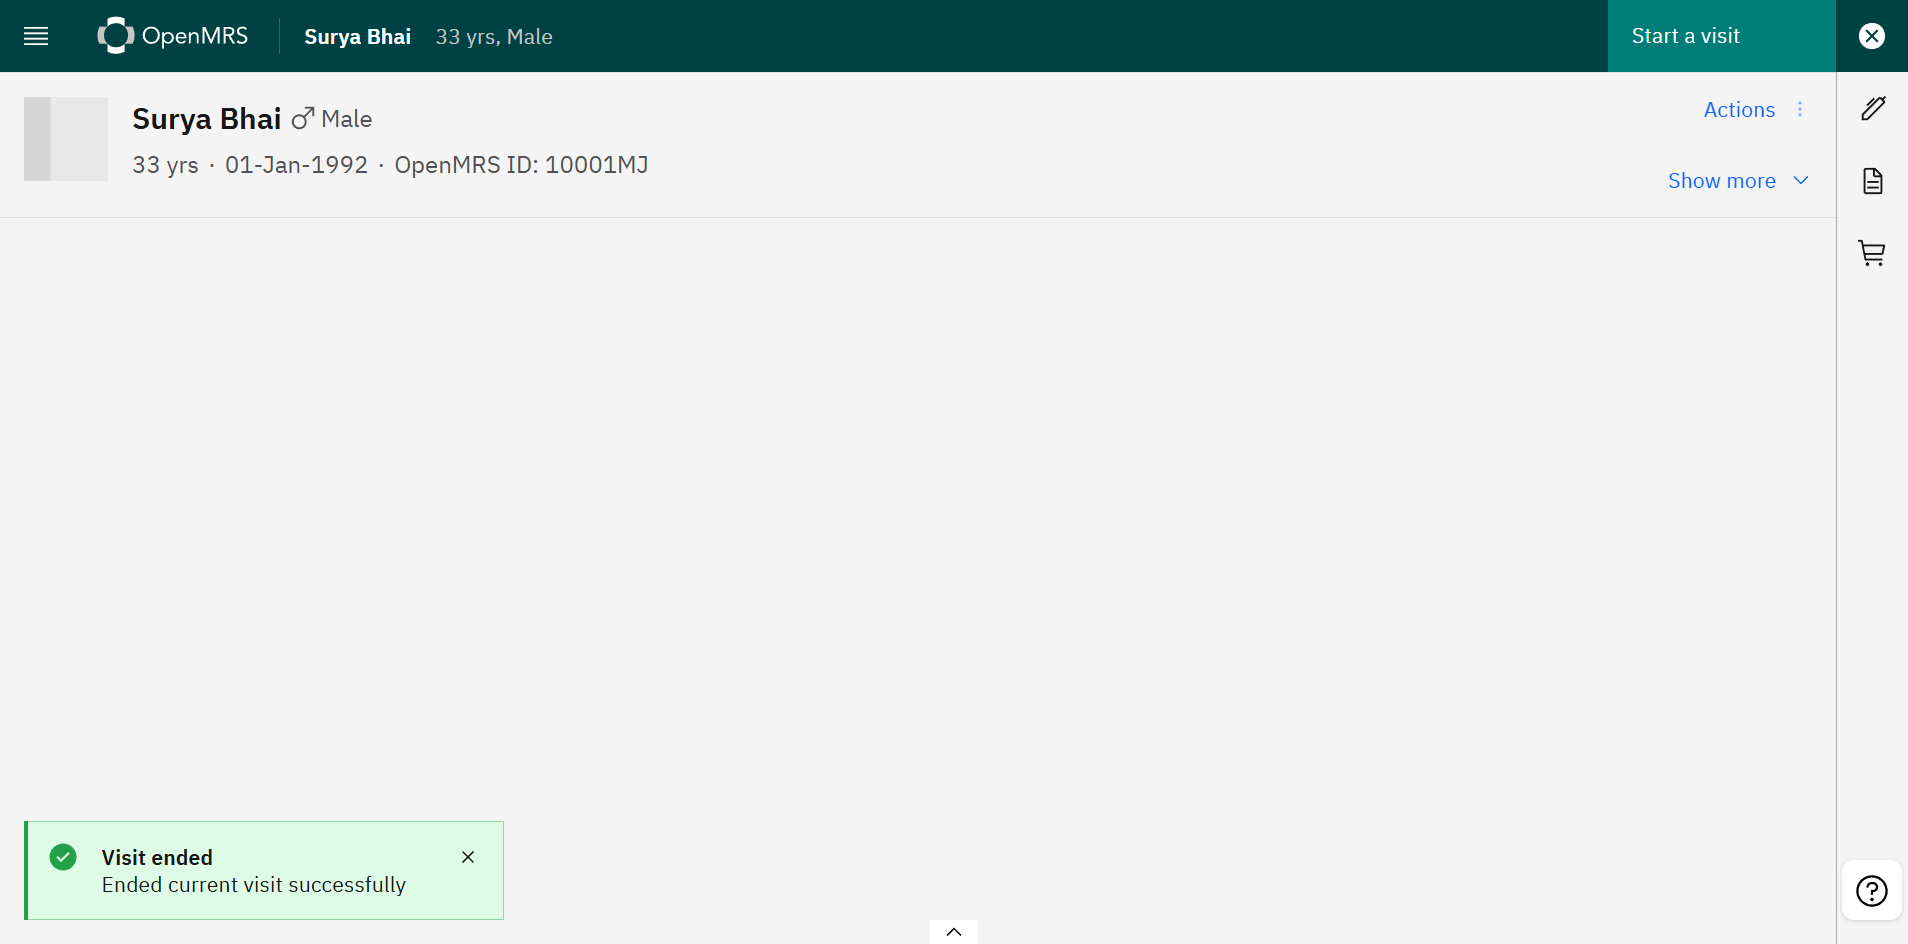 OpenMRS
Surya Bhai 33 yrs, Male
Start a visit
Surya Bhai Male
Actions
33 yrs · 01-Jan-1992 · OpenMRS ID: 10001MJ
Show more
Visit ended
Ended current visit successfully